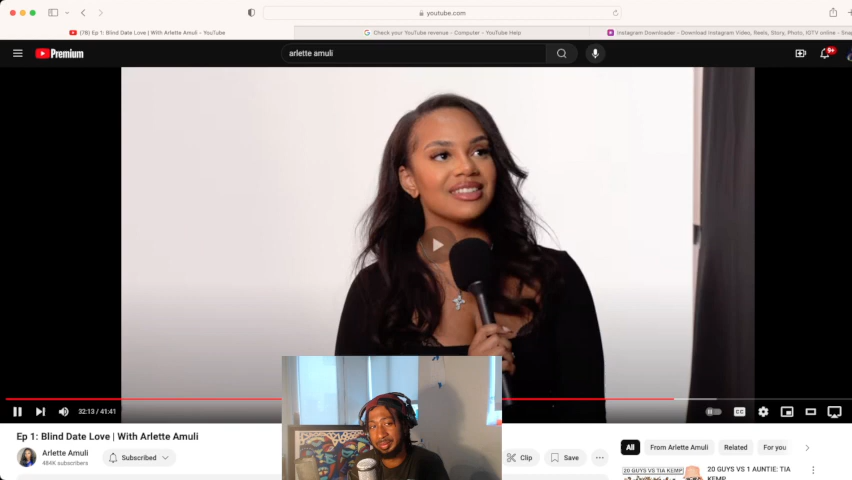 youtube.com
(78) Ep 1: Blind Date Love | With Arlette Amuli - YouTube
Check your YouTube revenue - Computer - YouTube Help
Instagram Downloader - Download Instagram Video, Reels, Story, Photo, IGTV online - Snap
Premium
arlette amuli
9+
32:13 / 41:41
CC
Ep 1: Blind Date Love | With Arlette Amuli
Arlette Amuli
484K subscribers
Subscribed
Clip
Save
All
From Arlette Amuli
Related
For you
20 GUYS VS TIA KEMP
20 GUYS VS 1 AUNTIE: TIA
KEMP